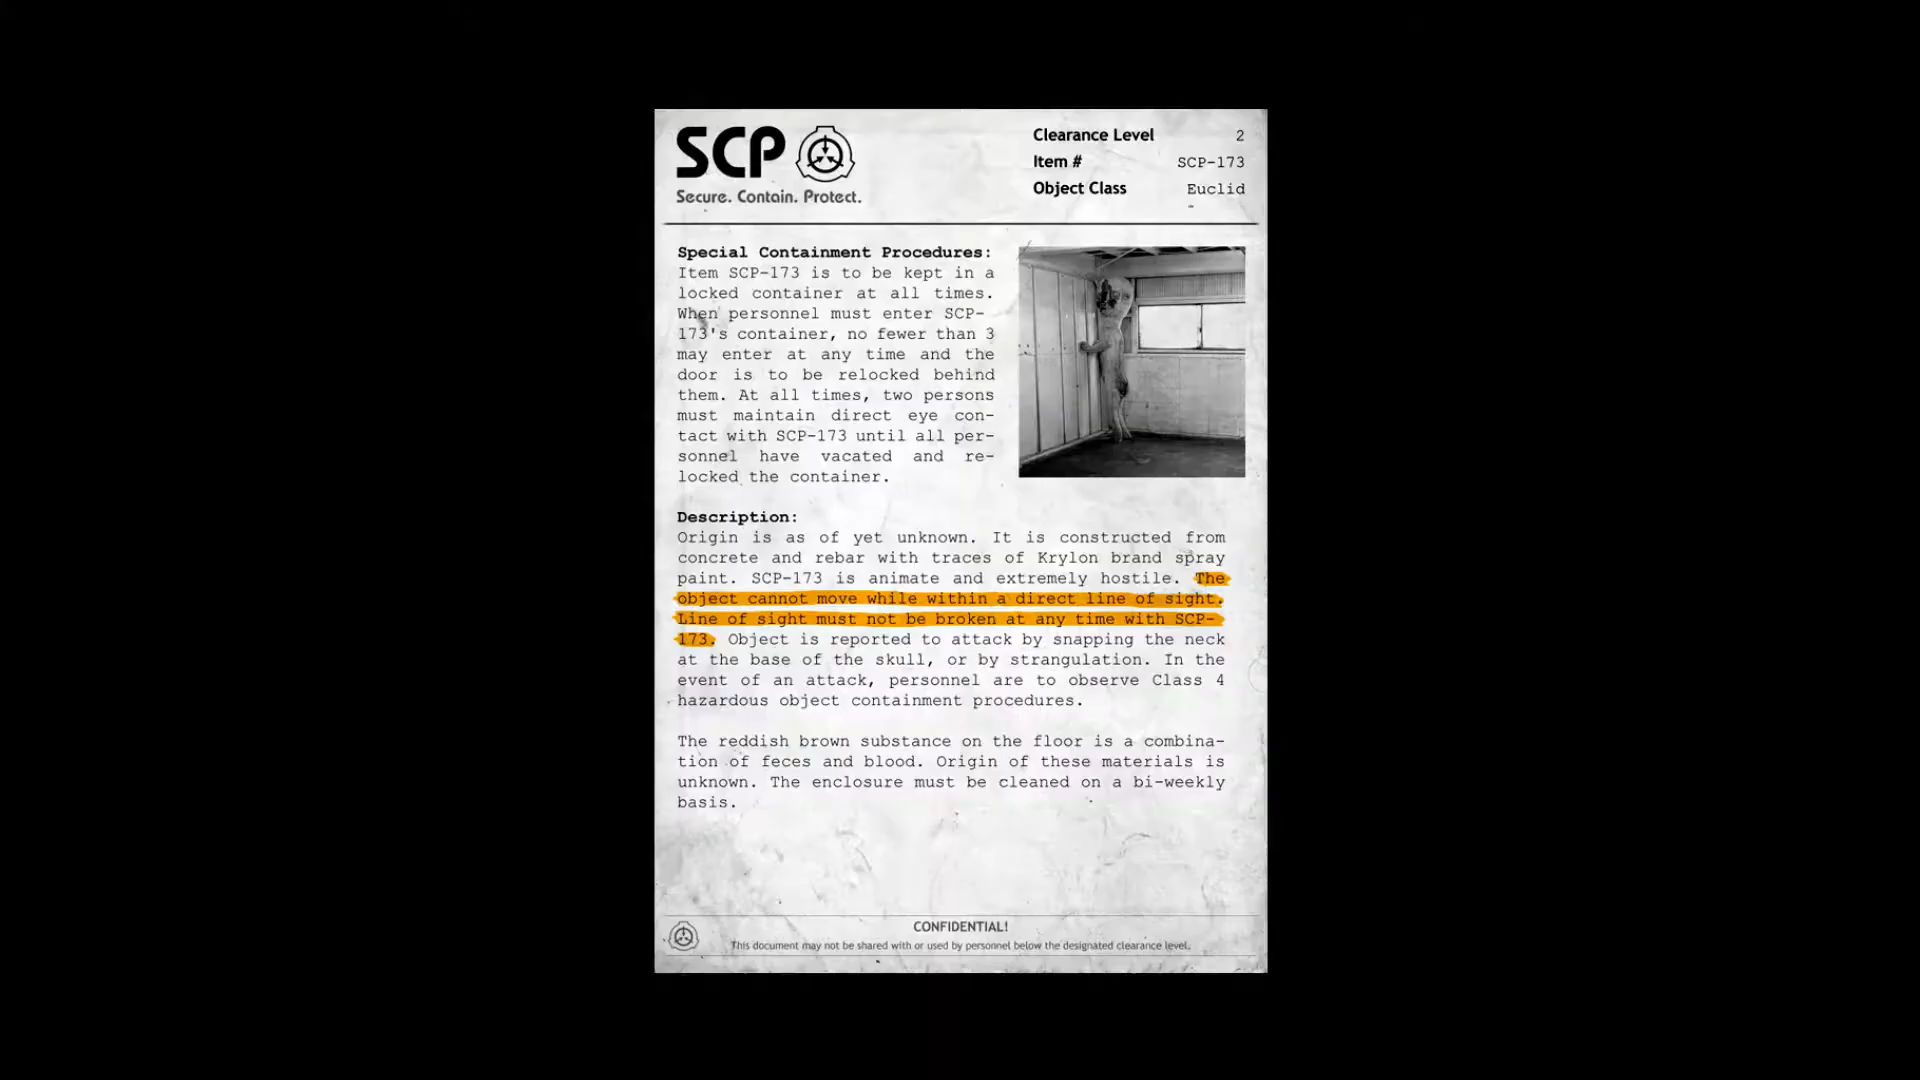 SCP
Secure. Contain. Protect.
Clearance Level 2
Item # SCP-173
Object Class Euclid
Special Containment Procedures:
Item SCP-173 is to be kept in a
locked container at all times.
When personnel must enter SCP-
173's container, no fewer than 3
may enter at any time and the
door is to be relocked behind
them. At all times, two persons
must maintain direct eye con-
tact with SCP-173 until all per-
sonnel have vacated and re-
locked the container.
Description:
Origin is as of yet unknown. It is constructed from
concrete and rebar with traces of Krylon brand spray
paint. SCP-173 is animate and extremely hostile. The
object cannot move while within a direct line of sight.
Line of sight must not be broken at any time with SCP-
173. Object is reported to attack by snapping the neck
at the base of the skull, or by strangulation. In the
event of an attack, personnel are to observe Class 4
hazardous object containment procedures.
The reddish brown substance on the floor is a combina-
tion of feces and blood. Origin of these materials is
unknown. The enclosure must be cleaned on a bi-weekly
basis.
CONFIDENTIAL!
This document may not be shared with or used by personnel below the designated clearance level.